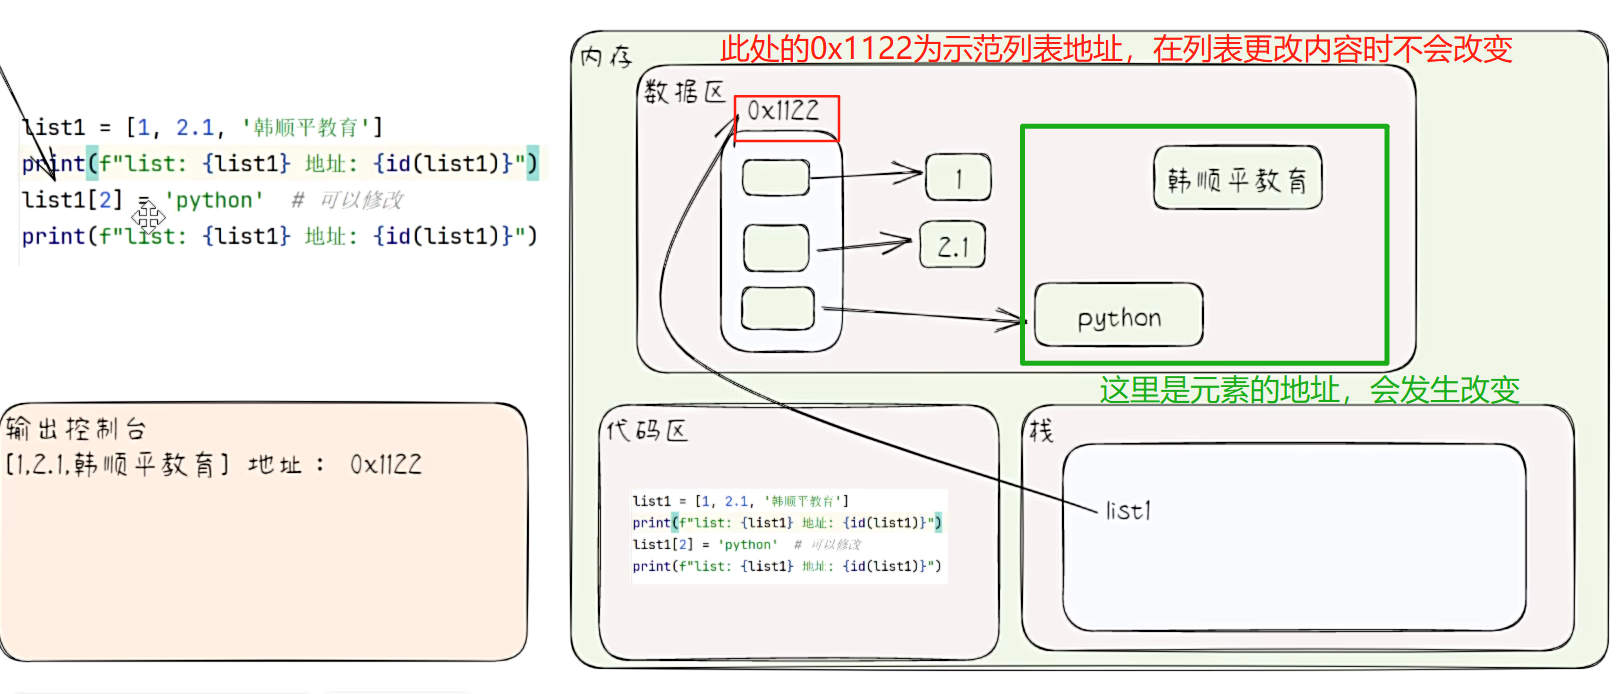 此处的0x1122为示范列表地址，在列表更改内容时不会改变
内存
数据区
0x1122
list1 = [1, 2.1, '韩顺平教育']
print(f"list: {list1} 地址: {id(list1)}")
list1[2] = 'python'  # 可以修改
print(f"list: {list1} 地址: {id(list1)}")
1
韩顺平教育
2.1
python
这里是元素的地址，会发生改变
输出控制台
[1,2.1,韩顺平教育] 地址： 0x1122
代码区
list1 = [1, 2.1, '韩顺平教育']
print(f"list: {list1} 地址: {id(list1)}")
list1[2] = 'python'  # 可以修改
print(f"list: {list1} 地址: {id(list1)}")
栈
list1